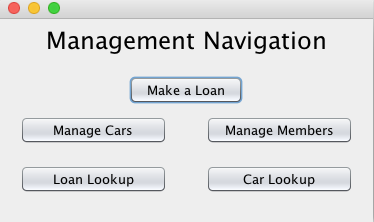 Management Navigation
Make a Loan
Manage Cars
Manage Members
Loan Lookup
Car Lookup